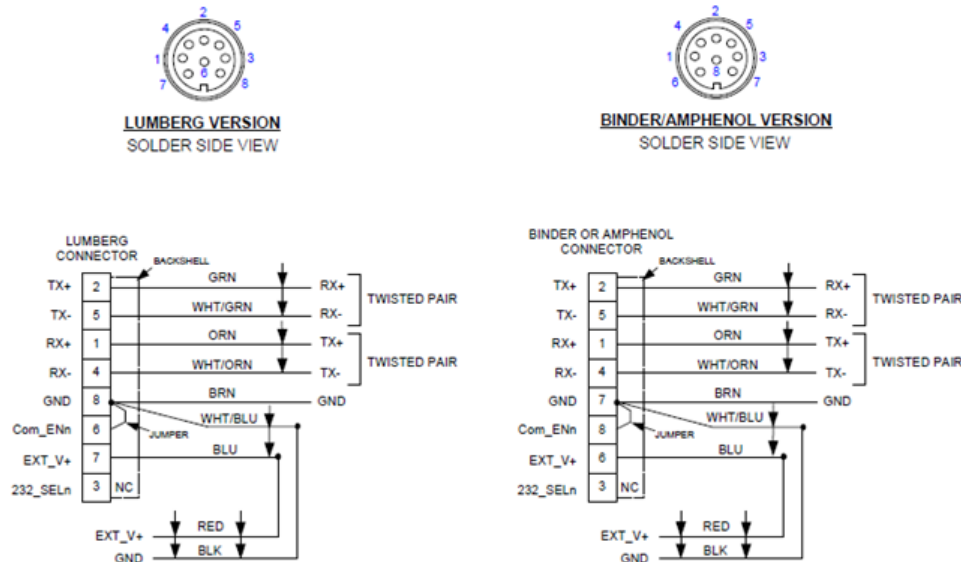 2
4 5
1 3
6
7 8
LUMBERG VERSION
SOLDER SIDE VIEW
2
4 5
1 3
8
6 7
BINDER/AMPHENOL VERSION
SOLDER SIDE VIEW
LUMBERG
CONNECTOR
BACKSHELL
TX+ 2 GRN RX+
TX- 5 WHT/GRN RX-
TWISTED PAIR
RX+ 1 ORN TX+
RX- 4 WHT/ORN TX-
TWISTED PAIR
GND 8 BRN GND
WHT/BLU
Com_ENn 6 JUMPER
EXT_V+ 7 BLU
232_SELn 3 NC
EXT_V+ RED
GND BLK
BINDER OR AMPHENOL
CONNECTOR
BACKSHELL
TX+ 2 GRN RX+
TX- 5 WHT/GRN RX-
TWISTED PAIR
RX+ 1 ORN TX+
RX- 4 WHT/ORN TX-
TWISTED PAIR
GND 7 BRN GND
WHT/BLU
Com_ENn 8 JUMPER
EXT_V+ 6 BLU
232_SELn 3 NC
EXT_V+ RED
GND BLK